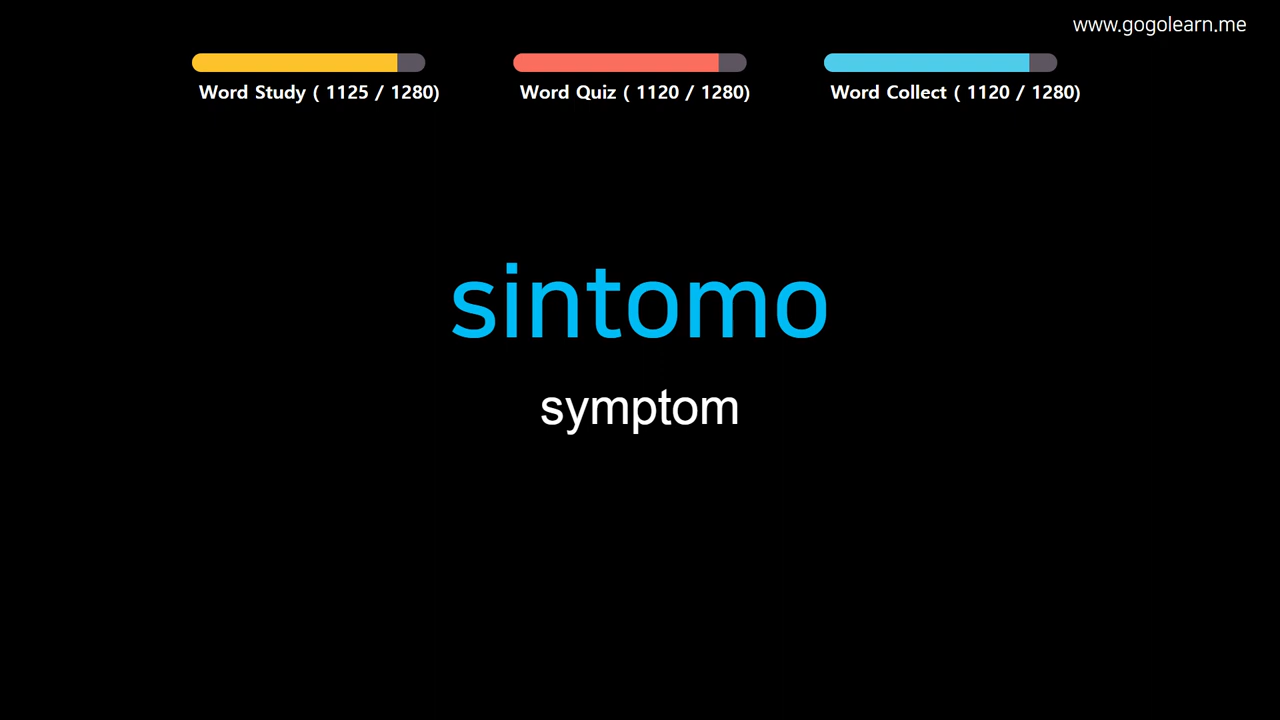 www.gogolearn.me
Word Study ( 1125 / 1280)
Word Quiz ( 1120 / 1280)
Word Collect ( 1120 / 1280)
sintomo
symptom